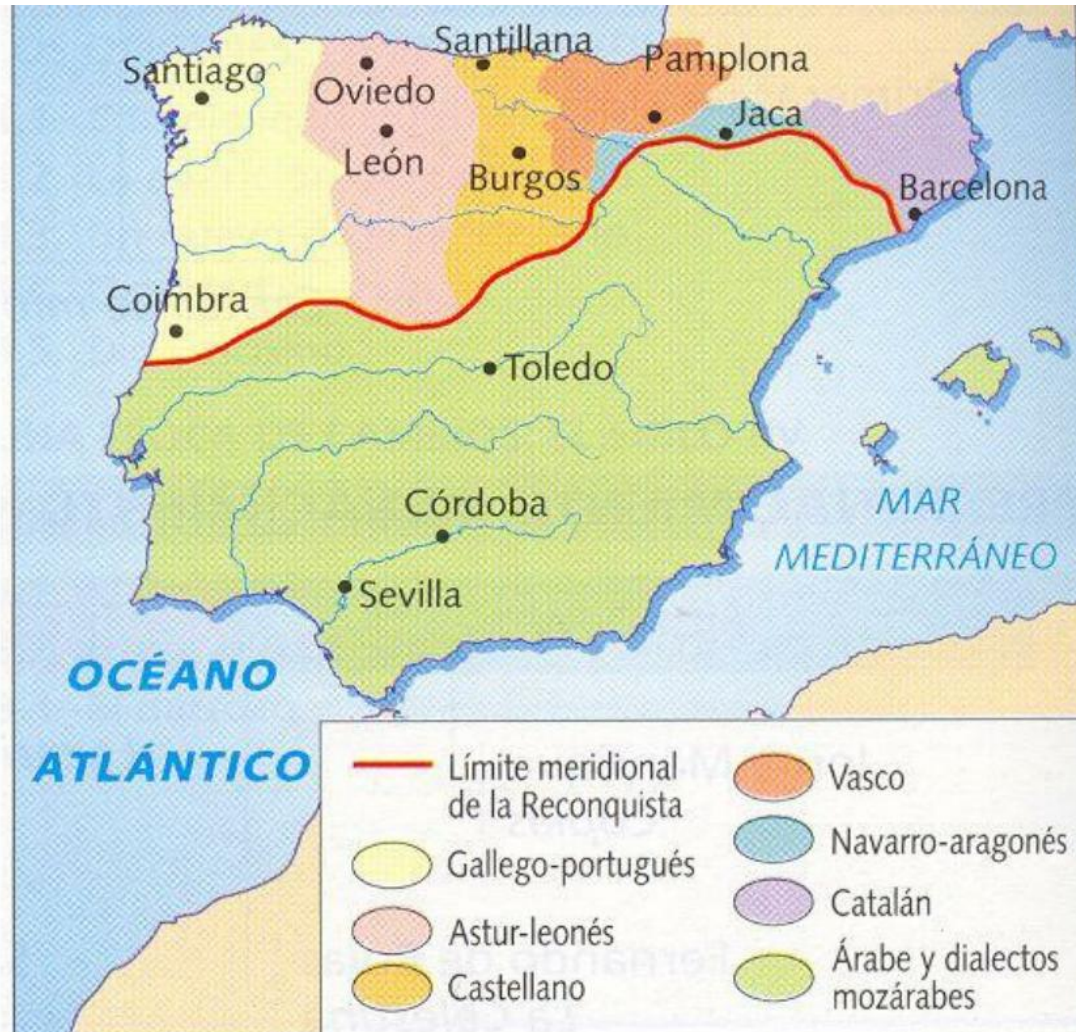 Santillana
Santiago
Pamplona
Oviedo
Jaca
León
Burgos
Barcelona
Coimbra
Toledo
Córdoba
MAR
MEDITERRÁNEO
Sevilla
OCÉANO
ATLÁNTICO
Límite meridional
de la Reconquista
Gallego-portugués
Astur-leonés
Castellano
Vasco
Navarro-aragonés
Catalán
Árabe y dialectos
mozárabes